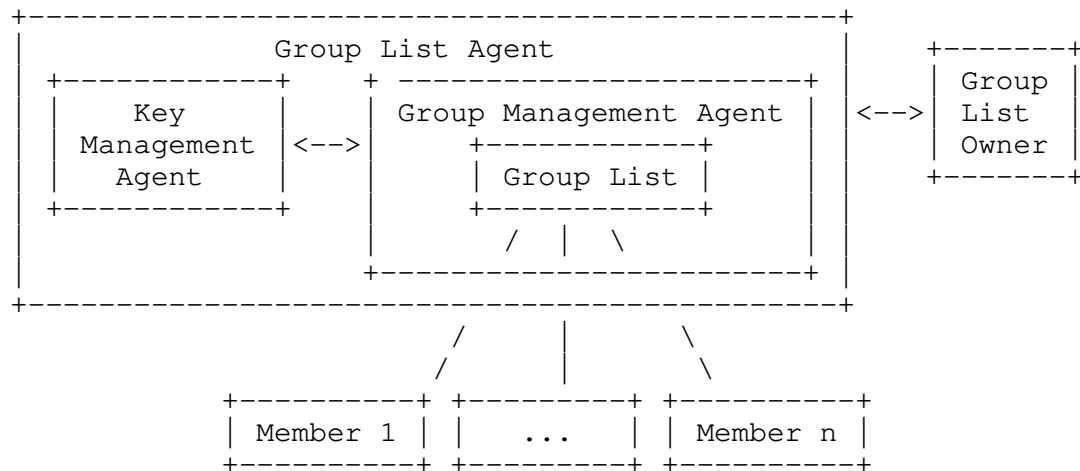 Group List Agent
Key Management Agent
Group Management Agent
Group List
Group List Owner
Member 1
...
Member n